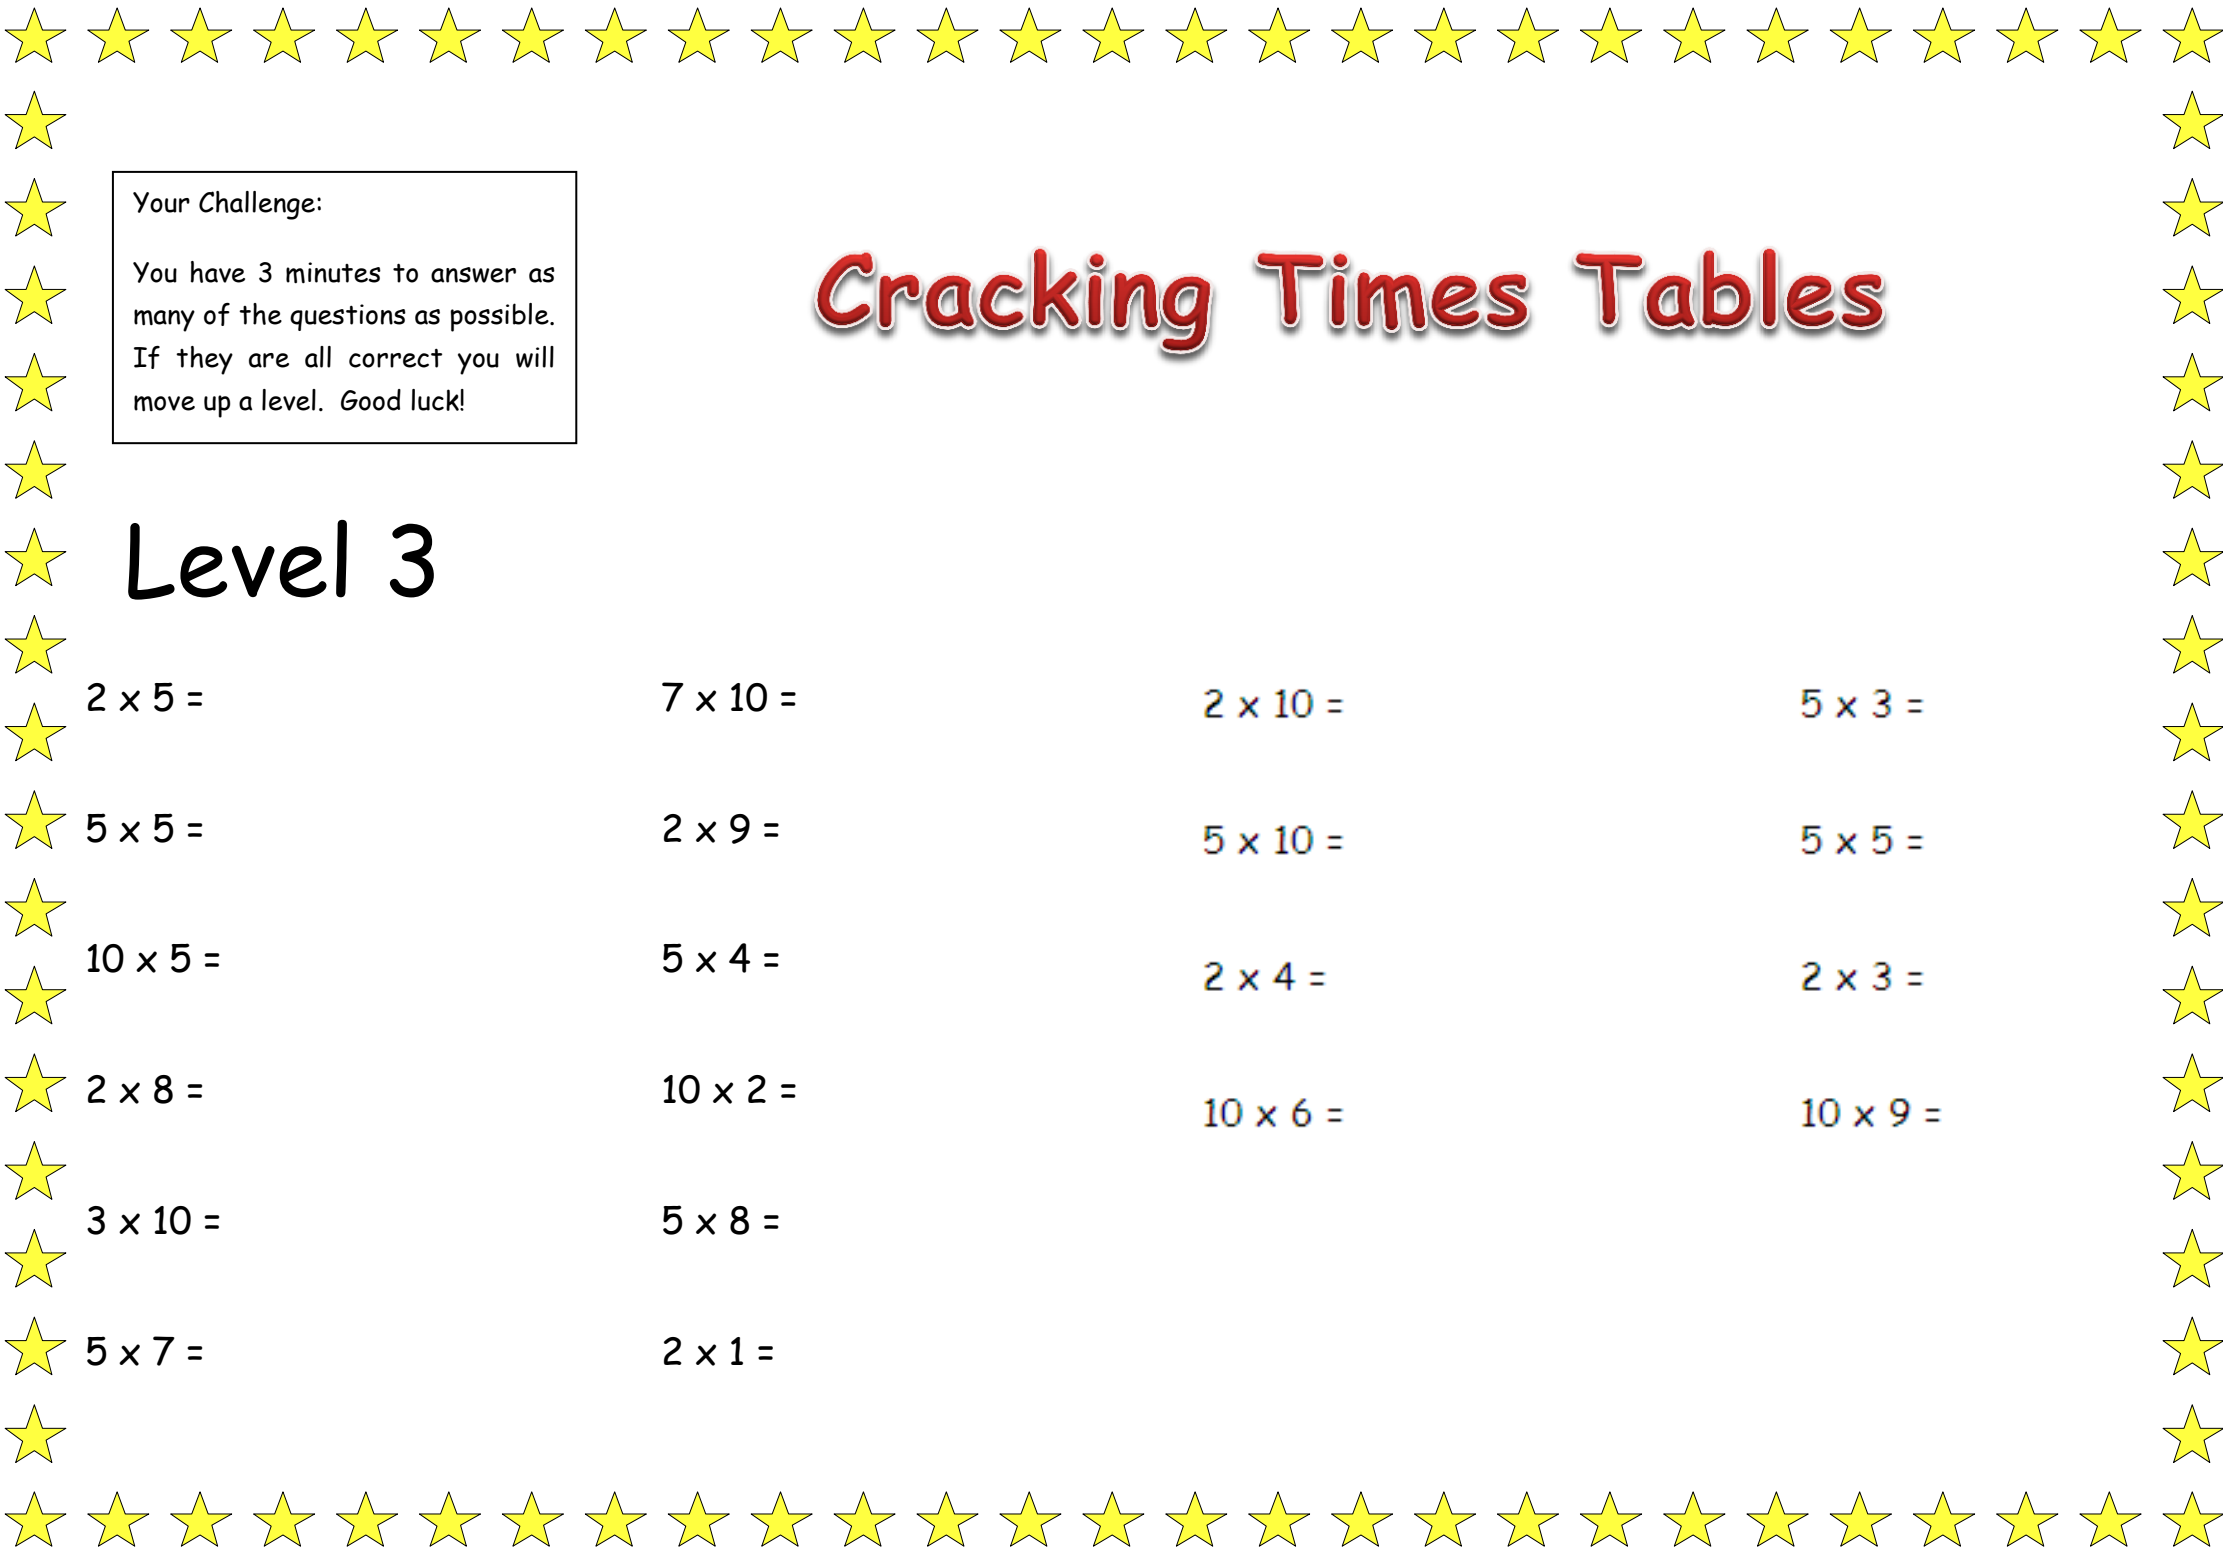 Your Challenge:
You have 3 minutes to answer as
many of the questions as possible.
If they are all correct you will
move up a level.  Good luck!
Cracking Times Tables
Level 3
2 x 5 =
5 x 5 =
10 x 5 =
2 x 8 =
3 x 10 =
5 x 7 =
7 x 10 =
2 x 9 =
5 x 4 =
10 x 2 =
5 x 8 =
2 x 1 =
2 x 10 =
5 x 10 =
2 x 4 =
10 x 6 =
5 x 3 =
5 x 5 =
2 x 3 =
10 x 9 =